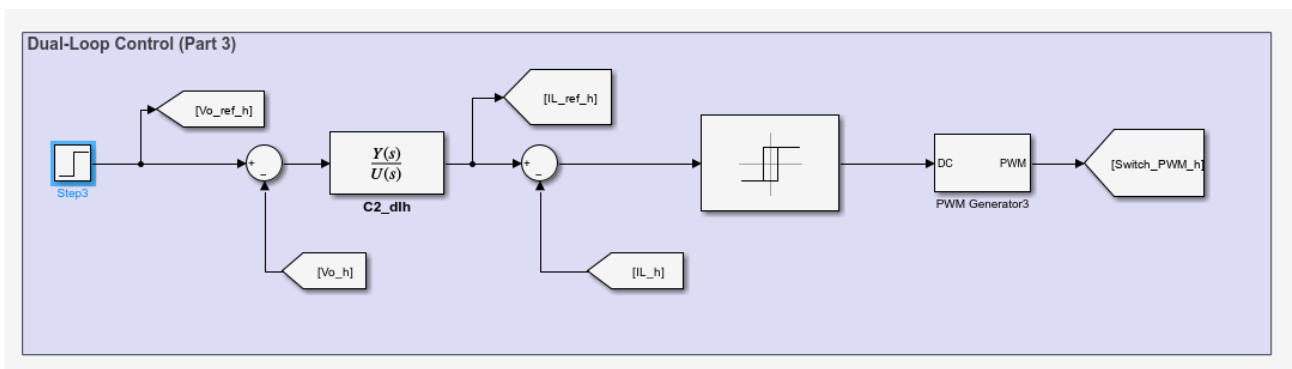 Dual-Loop Control (Part 3)
[Vo_ref_h]
[IL_ref_h]
Step3
+
−
Y(s)
U(s)
C2_dlh
+
−
DC
PWM
PWM Generator3
[Switch_PWM_h]
[Vo_h]
[IL_h]